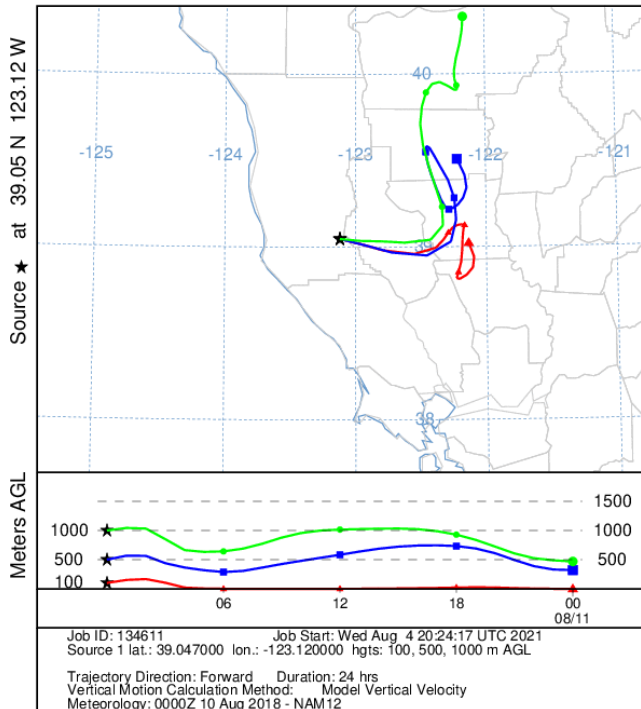 Source ★ at 39.05 N 123.12 W
40
-125
-124
-123
-122
-121
39
38
Meters AGL
1500
1000
1000
500
500
100
06
12
18
00
08/11
Job ID: 134611 Job Start: Wed Aug 4 20:24:17 UTC 2021
Source 1 lat.: 39.047000 lon.: -123.120000 hgts: 100, 500, 1000 m AGL
Trajectory Direction: Forward Duration: 24 hrs
Vertical Motion Calculation Method: Model Vertical Velocity
Meteorology: 0000Z 10 Aug 2018 - NAM12